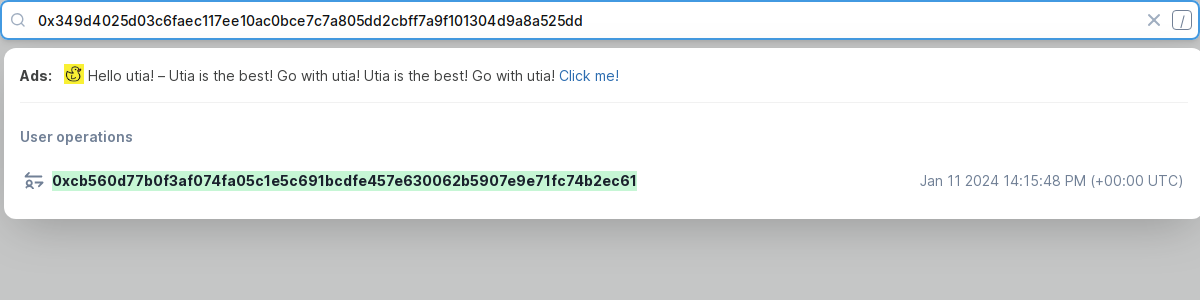 0x349d4025d03c6faec117ee10ac0bce7c7a805dd2cbff7a9f101304d9a8a525dd /
Ads: Hello utia! – Utia is the best! Go with utia! Utia is the best! Go with utia! Click me!
User operations
0xcb560d77b0f3af074fa05c1e5c691bcdfe457e630062b5907e9e71fc74b2ec61 Jan 11 2024 14:15:48 PM (+00:00 UTC)